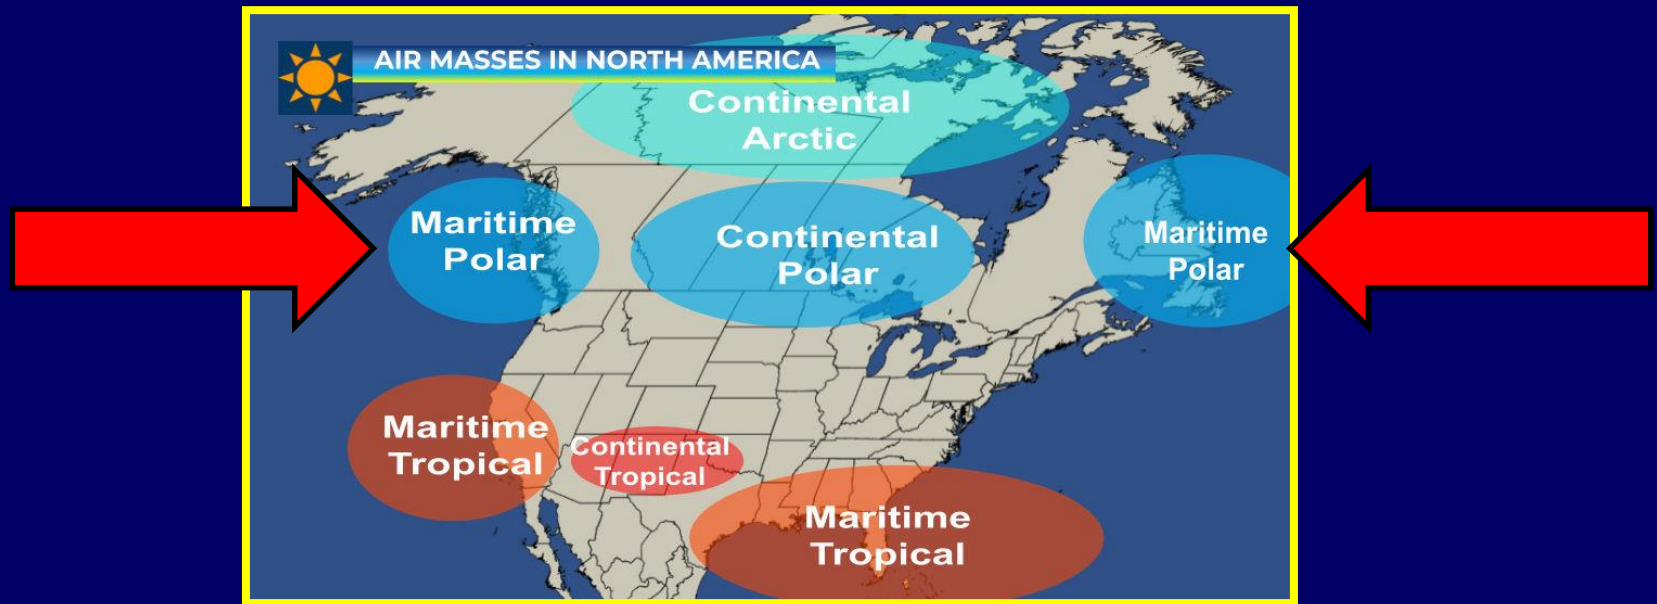 AIR MASSES IN NORTH AMERICA
Continental
Arctic
Maritime
Polar
Continental
Polar
Maritime
Polar
Maritime
Tropical
Continental
Tropical
Maritime
Tropical